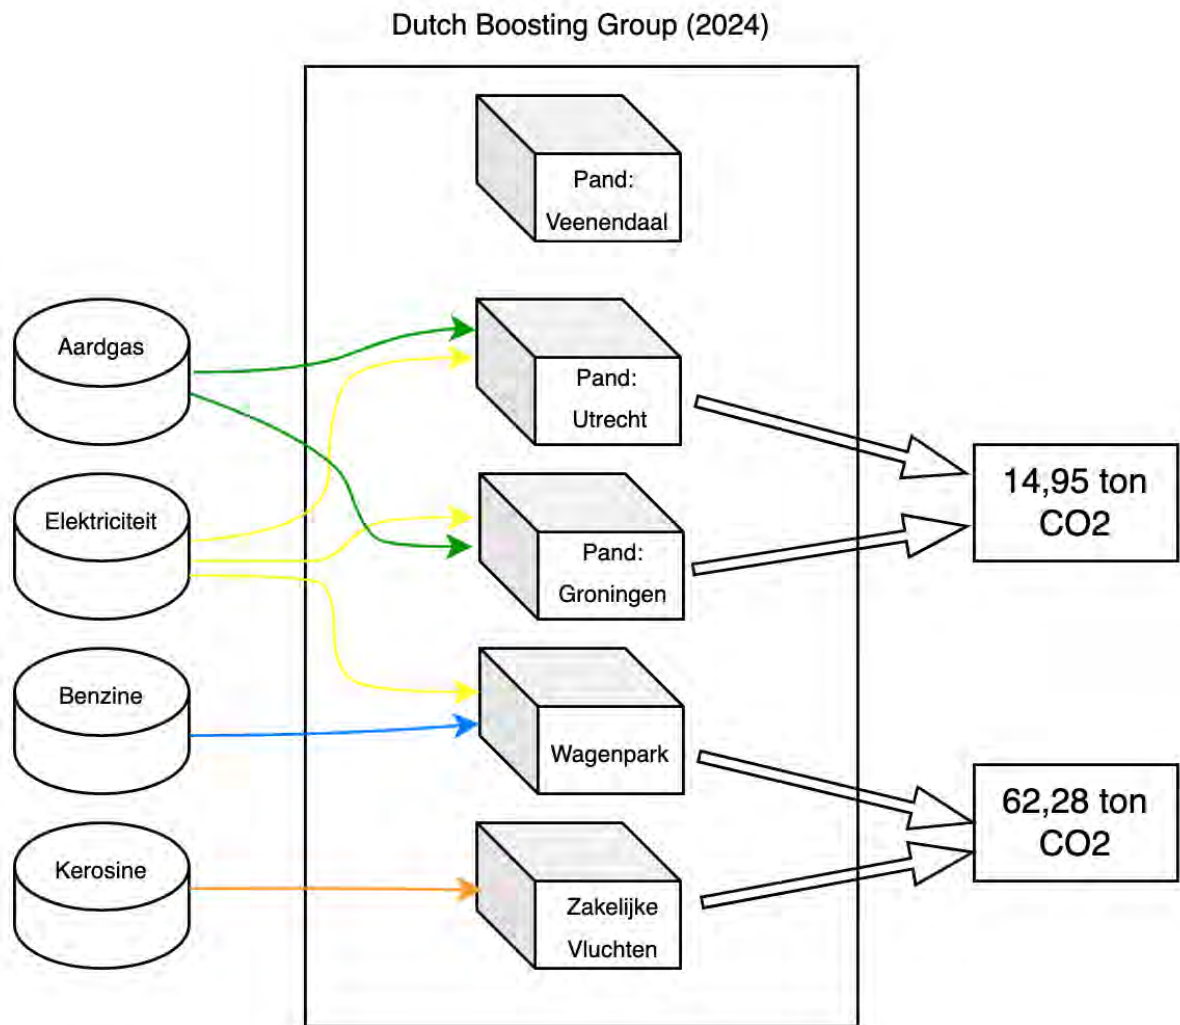 Dutch Boosting Group (2024)
Pand:
Veenendaal
Aardgas
Pand:
Utrecht
14,95 ton
CO2
Elektriciteit
Pand:
Groningen
Benzine
Wagenpark
62,28 ton
CO2
Kerosine
Zakelijke
Vluchten